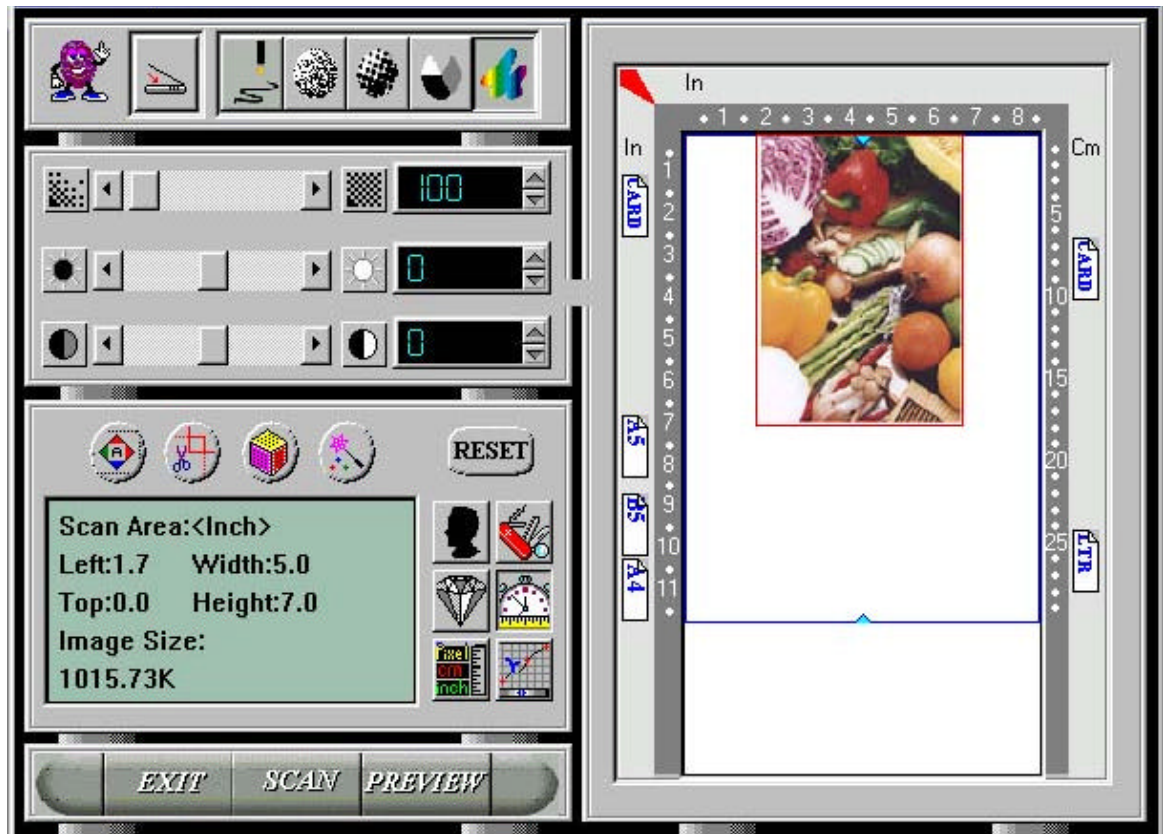 100
0
0
RESET
A
Scan Area:<Inch>
Left:1.7 Width:5.0
Top:0.0 Height:7.0
Image Size:
1015.73K
Pixel
cm
inch
γ
EXIT SCAN PREVIEW
In
1 2 3 4 5 6 7 8
In
1
2
3
4
5
6
7
8
9
10
11
CARD
A5
B5
A4
Cm
5
10
15
20
25
CARD
LTR